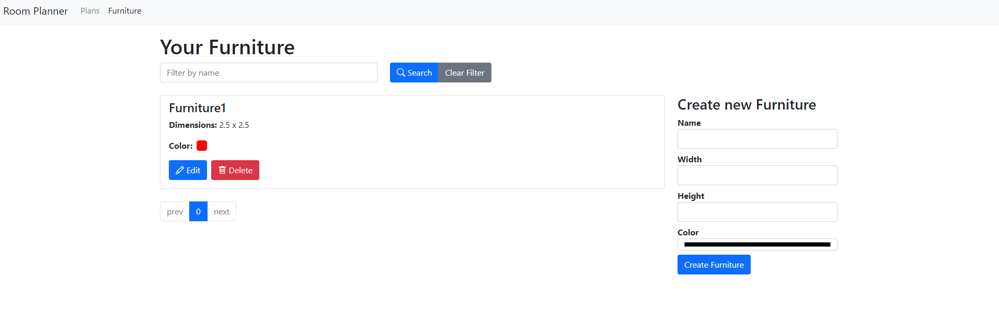 Room Planner Plans Furniture
Your Furniture
Filter by name Search Clear Filter
Furniture1
Dimensions: 2.5 x 2.5
Color:
Edit Delete
prev 0 next
Create new Furniture
Name
Width
Height
Color
Create Furniture